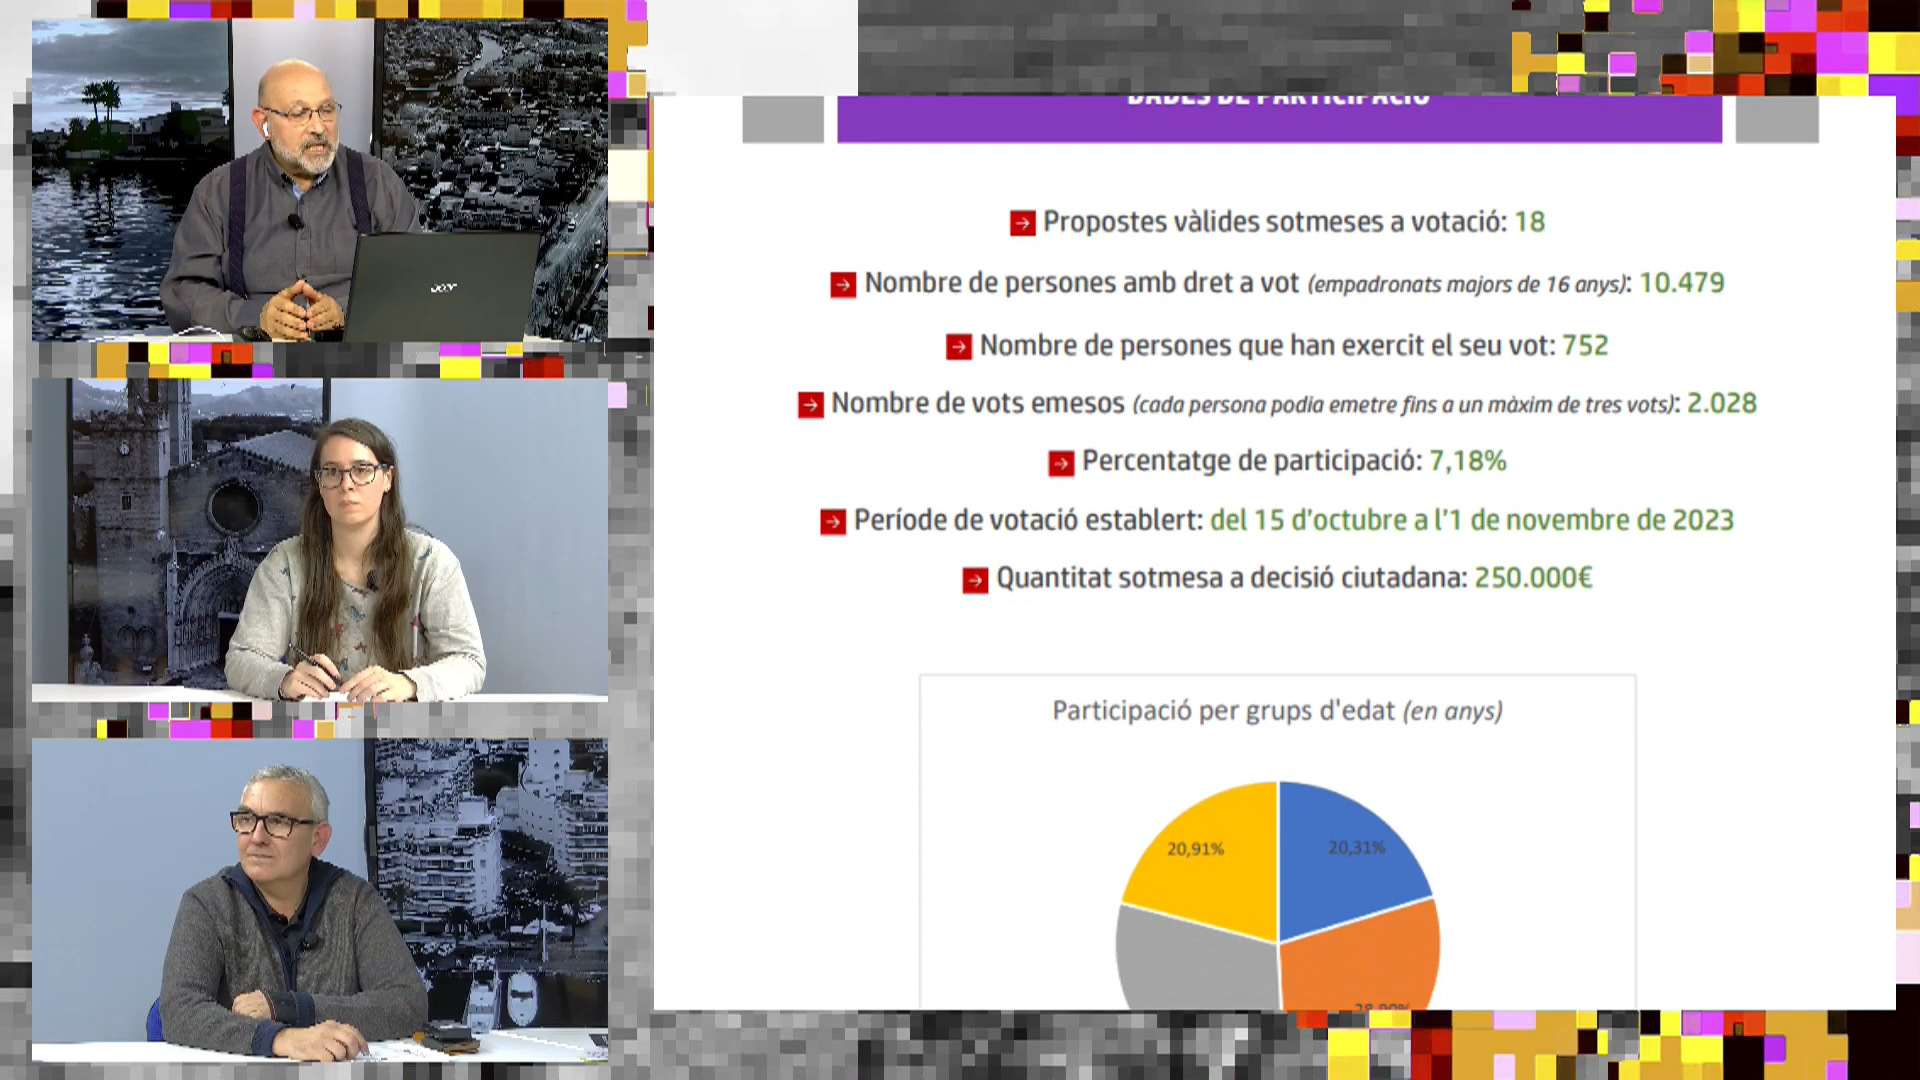 acer
DADES DE PARTICIPACIÓ
Propostes vàlides sotmeses a votació: 18
Nombre de persones amb dret a vot (empadronats majors de 16 anys): 10.479
Nombre de persones que han exercit el seu vot: 752
Nombre de vots emesos (cada persona podia emetre fins a un màxim de tres vots): 2.028
Percentatge de participació: 7,18%
Període de votació establert: del 15 d'octubre a l'1 de novembre de 2023
Quantitat sotmesa a decisió ciutadana: 250.000€
Participació per grups d'edat (en anys)
20,91%
20,31%